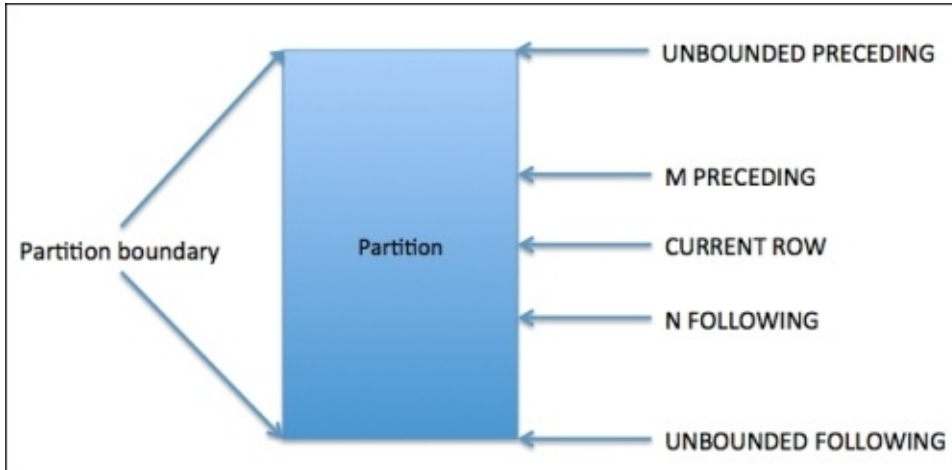 UNBOUNDED PRECEDING
M PRECEDING
Partition boundary
Partition
CURRENT ROW
N FOLLOWING
UNBOUNDED FOLLOWING